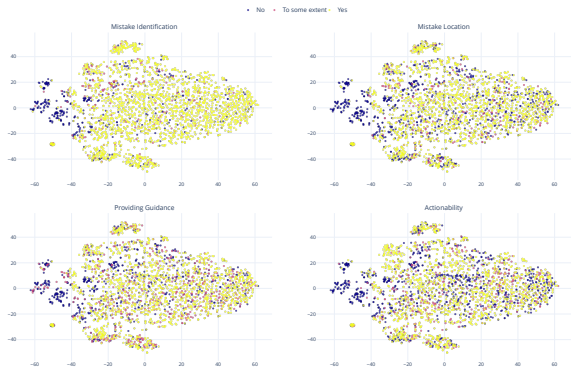 No To some extent Yes
Mistake Identification Mistake Location
40 40
20 20
0 0
−20 −20
−40 −40
−60 −40 −20 0 20 40 60 −60 −40 −20 0 20 40 60
Providing Guidance Actionability
40 40
20 20
0 0
−20 −20
−40 −40
−60 −40 −20 0 20 40 60 −60 −40 −20 0 20 40 60